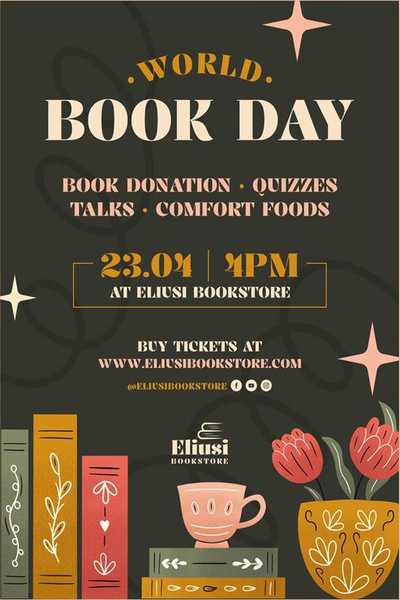 .WORLD.
BOOK DAY
BOOK DONATION • QUIZZES
TALKS • COMFORT FOODS
23.04 | 4PM
AT ELIUSI BOOKSTORE
BUY TICKETS AT
WWW.ELIUSIBOOKSTORE.COM
@ELIUSIBOOKSTORE
Eliusi
BOOKSTORE